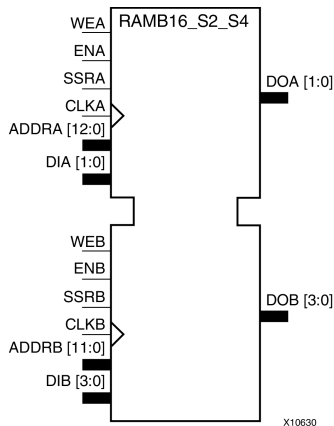 RAMB16_S2_S4
WEA
ENA
SSRA
CLKA
ADDRA [12:0]
DIA [1:0]
DOA [1:0]
WEB
ENB
SSRB
CLKB
ADDRB [11:0]
DIB [3:0]
DOB [3:0]
X10630